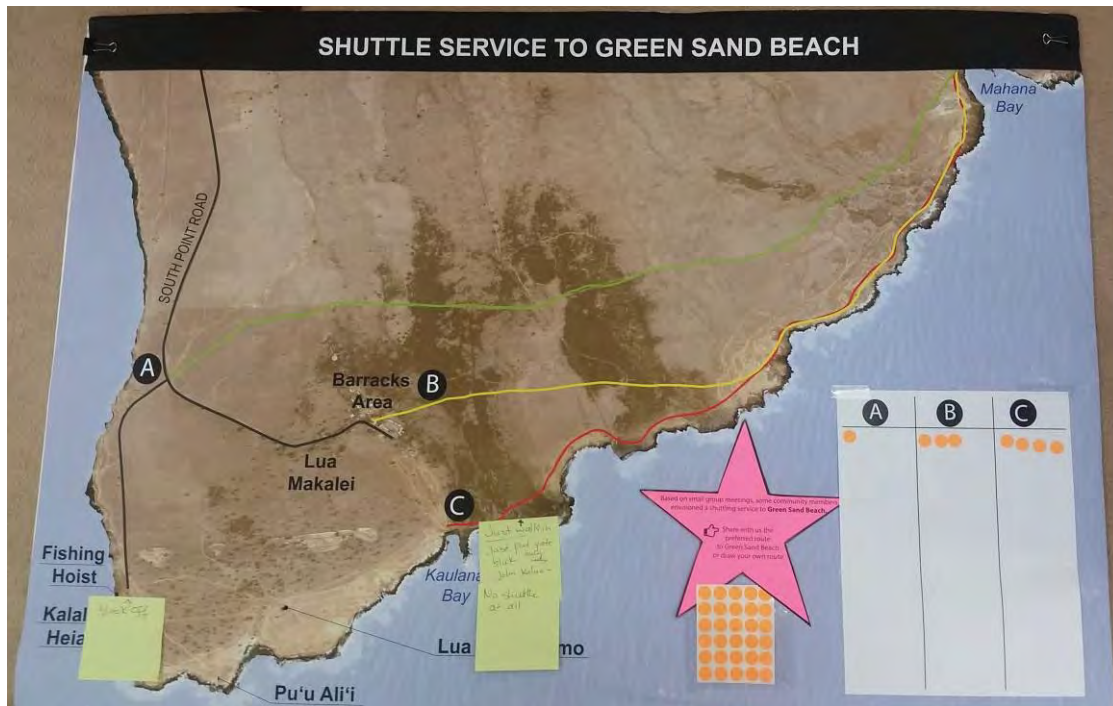 SHUTTLE SERVICE TO GREEN SAND BEACH
Mahana
Bay
SOUTH POINT ROAD
A
Barracks
Area
B
Lua
Makalei
C
A B C
Based on small group meetings, some community members
envisioned a shuttling service to Green Sand Beach.
Share with us the
preferred route
to Green Sand Beach
or draw your own route
Just walk in
No shuttle
at all
Fishing
Hoist
Kaulana
Bay
Heia
Lua
Pu'u Ali'i